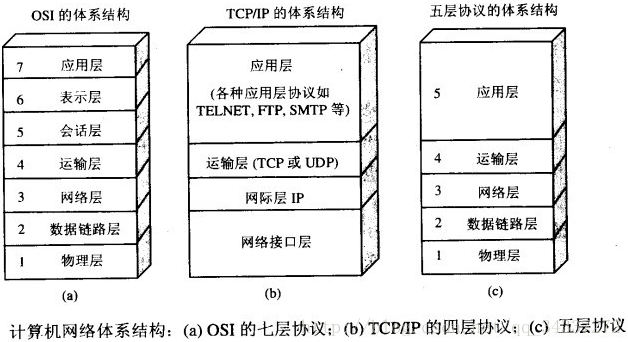 OSI 的体系结构
7 应用层
6 表示层
5 会话层
4 运输层
3 网络层
2 数据链路层
1 物理层
(a)
TCP/IP 的体系结构
应用层
(各种应用层协议如
TELNET, FTP, SMTP 等)
运输层 (TCP 或 UDP)
网际层 IP
网络接口层
(b)
五层协议的体系结构
5 应用层
4 运输层
3 网络层
2 数据链路层
1 物理层
(c)
计算机网络体系结构：(a) OSI 的七层协议；(b) TCP/IP 的四层协议；(c) 五层协议